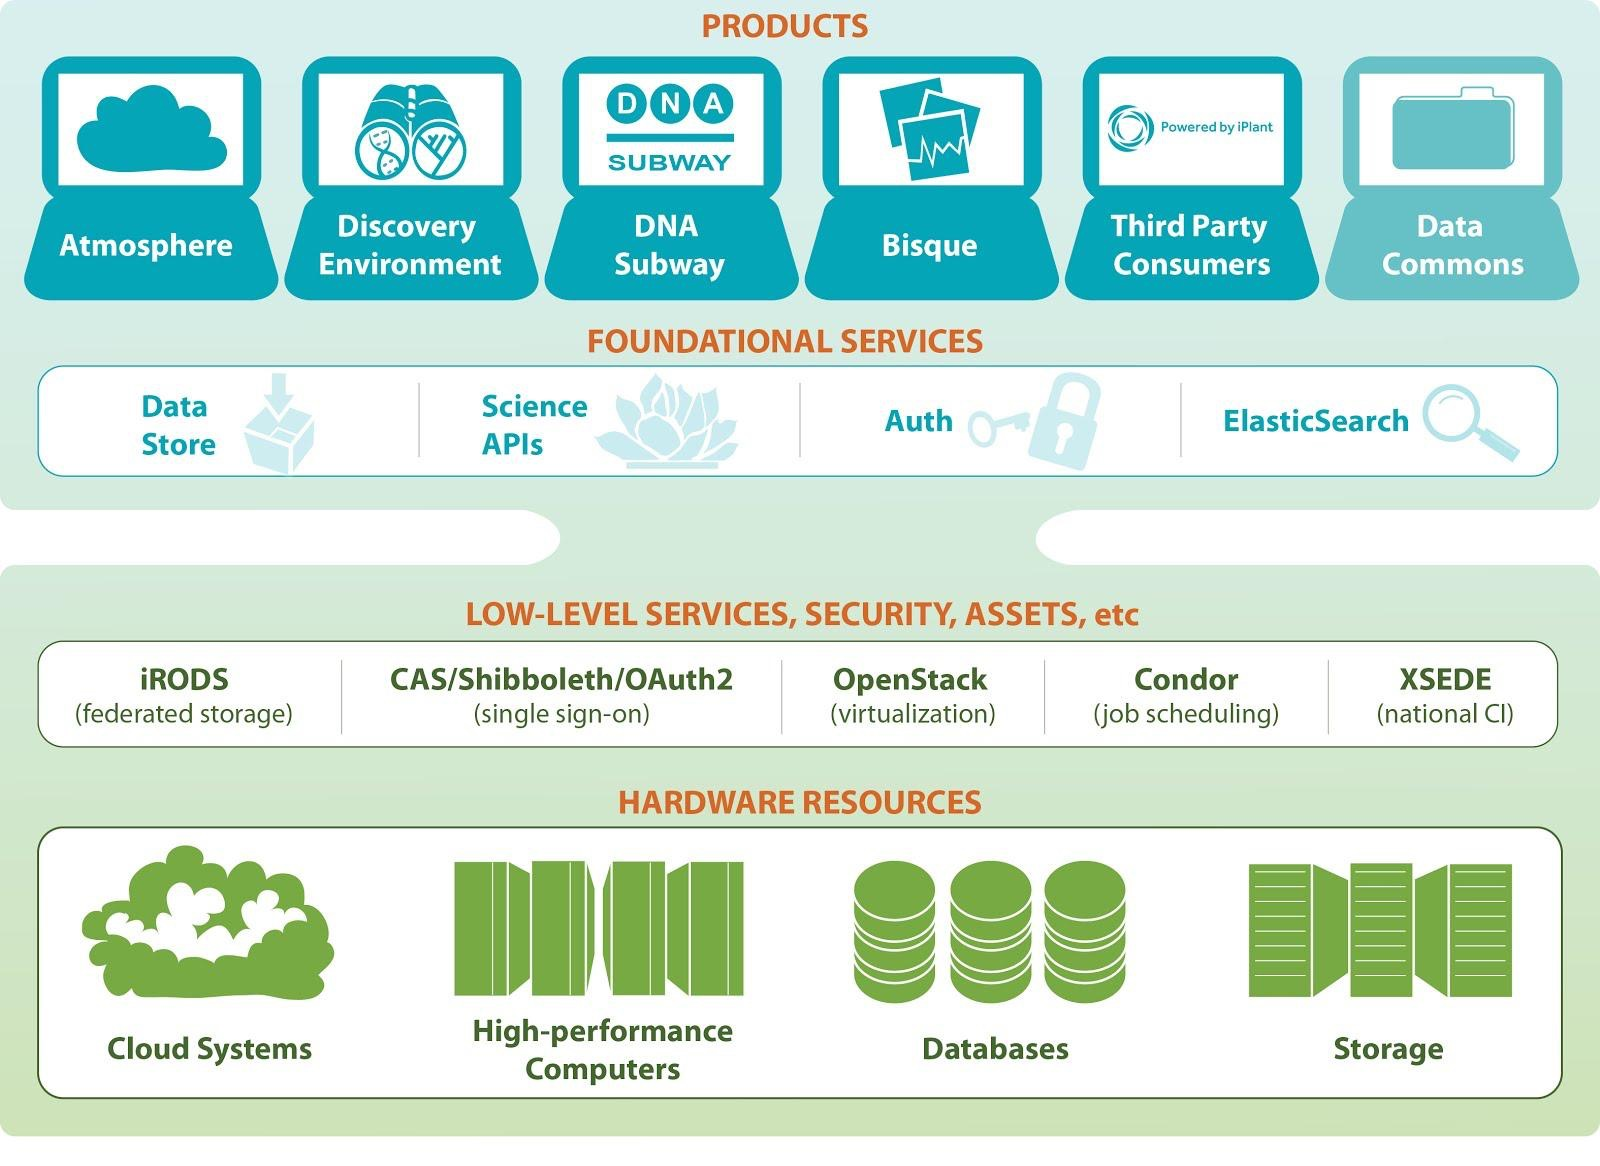 PRODUCTS
DNA
SUBWAY
Powered by iPlant
Atmosphere
Discovery
Environment
DNA
Subway
Bisque
Third Party
Consumers
Data
Commons
FOUNDATIONAL SERVICES
Data
Store
Science
APIs
Auth
ElasticSearch
LOW-LEVEL SERVICES, SECURITY, ASSETS, etc
iRODS
(federated storage)
CAS/Shibboleth/OAuth2
(single sign-on)
OpenStack
(virtualization)
Condor
(job scheduling)
XSEDE
(national CI)
HARDWARE RESOURCES
Cloud Systems
High-performance
Computers
Databases
Storage